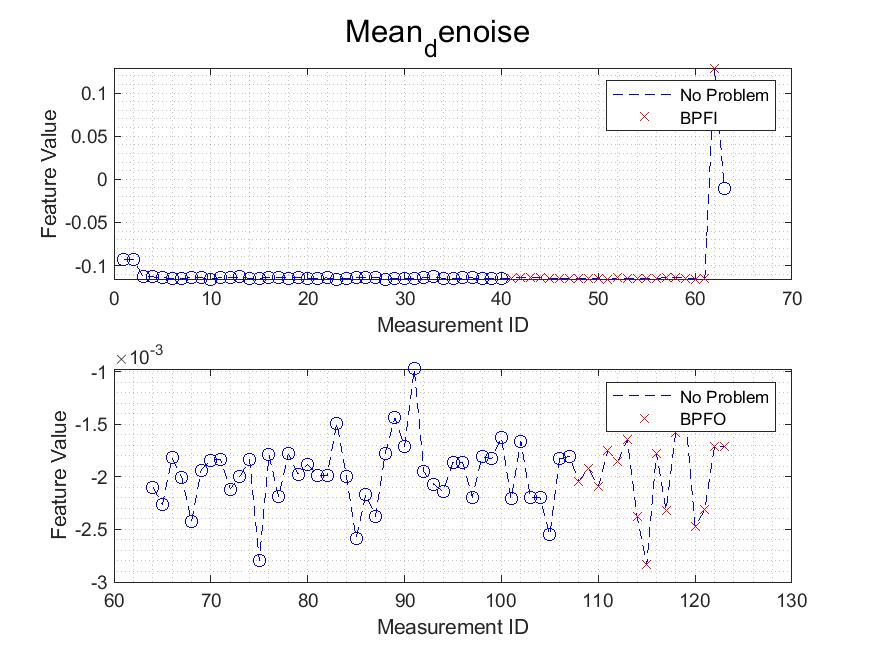 Mean_denoise
0.1
0.05
0
-0.05
-0.1
Feature Value
No Problem
BPFI
0 10 20 30 40 50 60 70
Measurement ID
×10-3
-1
-1.5
-2
-2.5
-3
Feature Value
No Problem
BPFO
60 70 80 90 100 110 120 130
Measurement ID